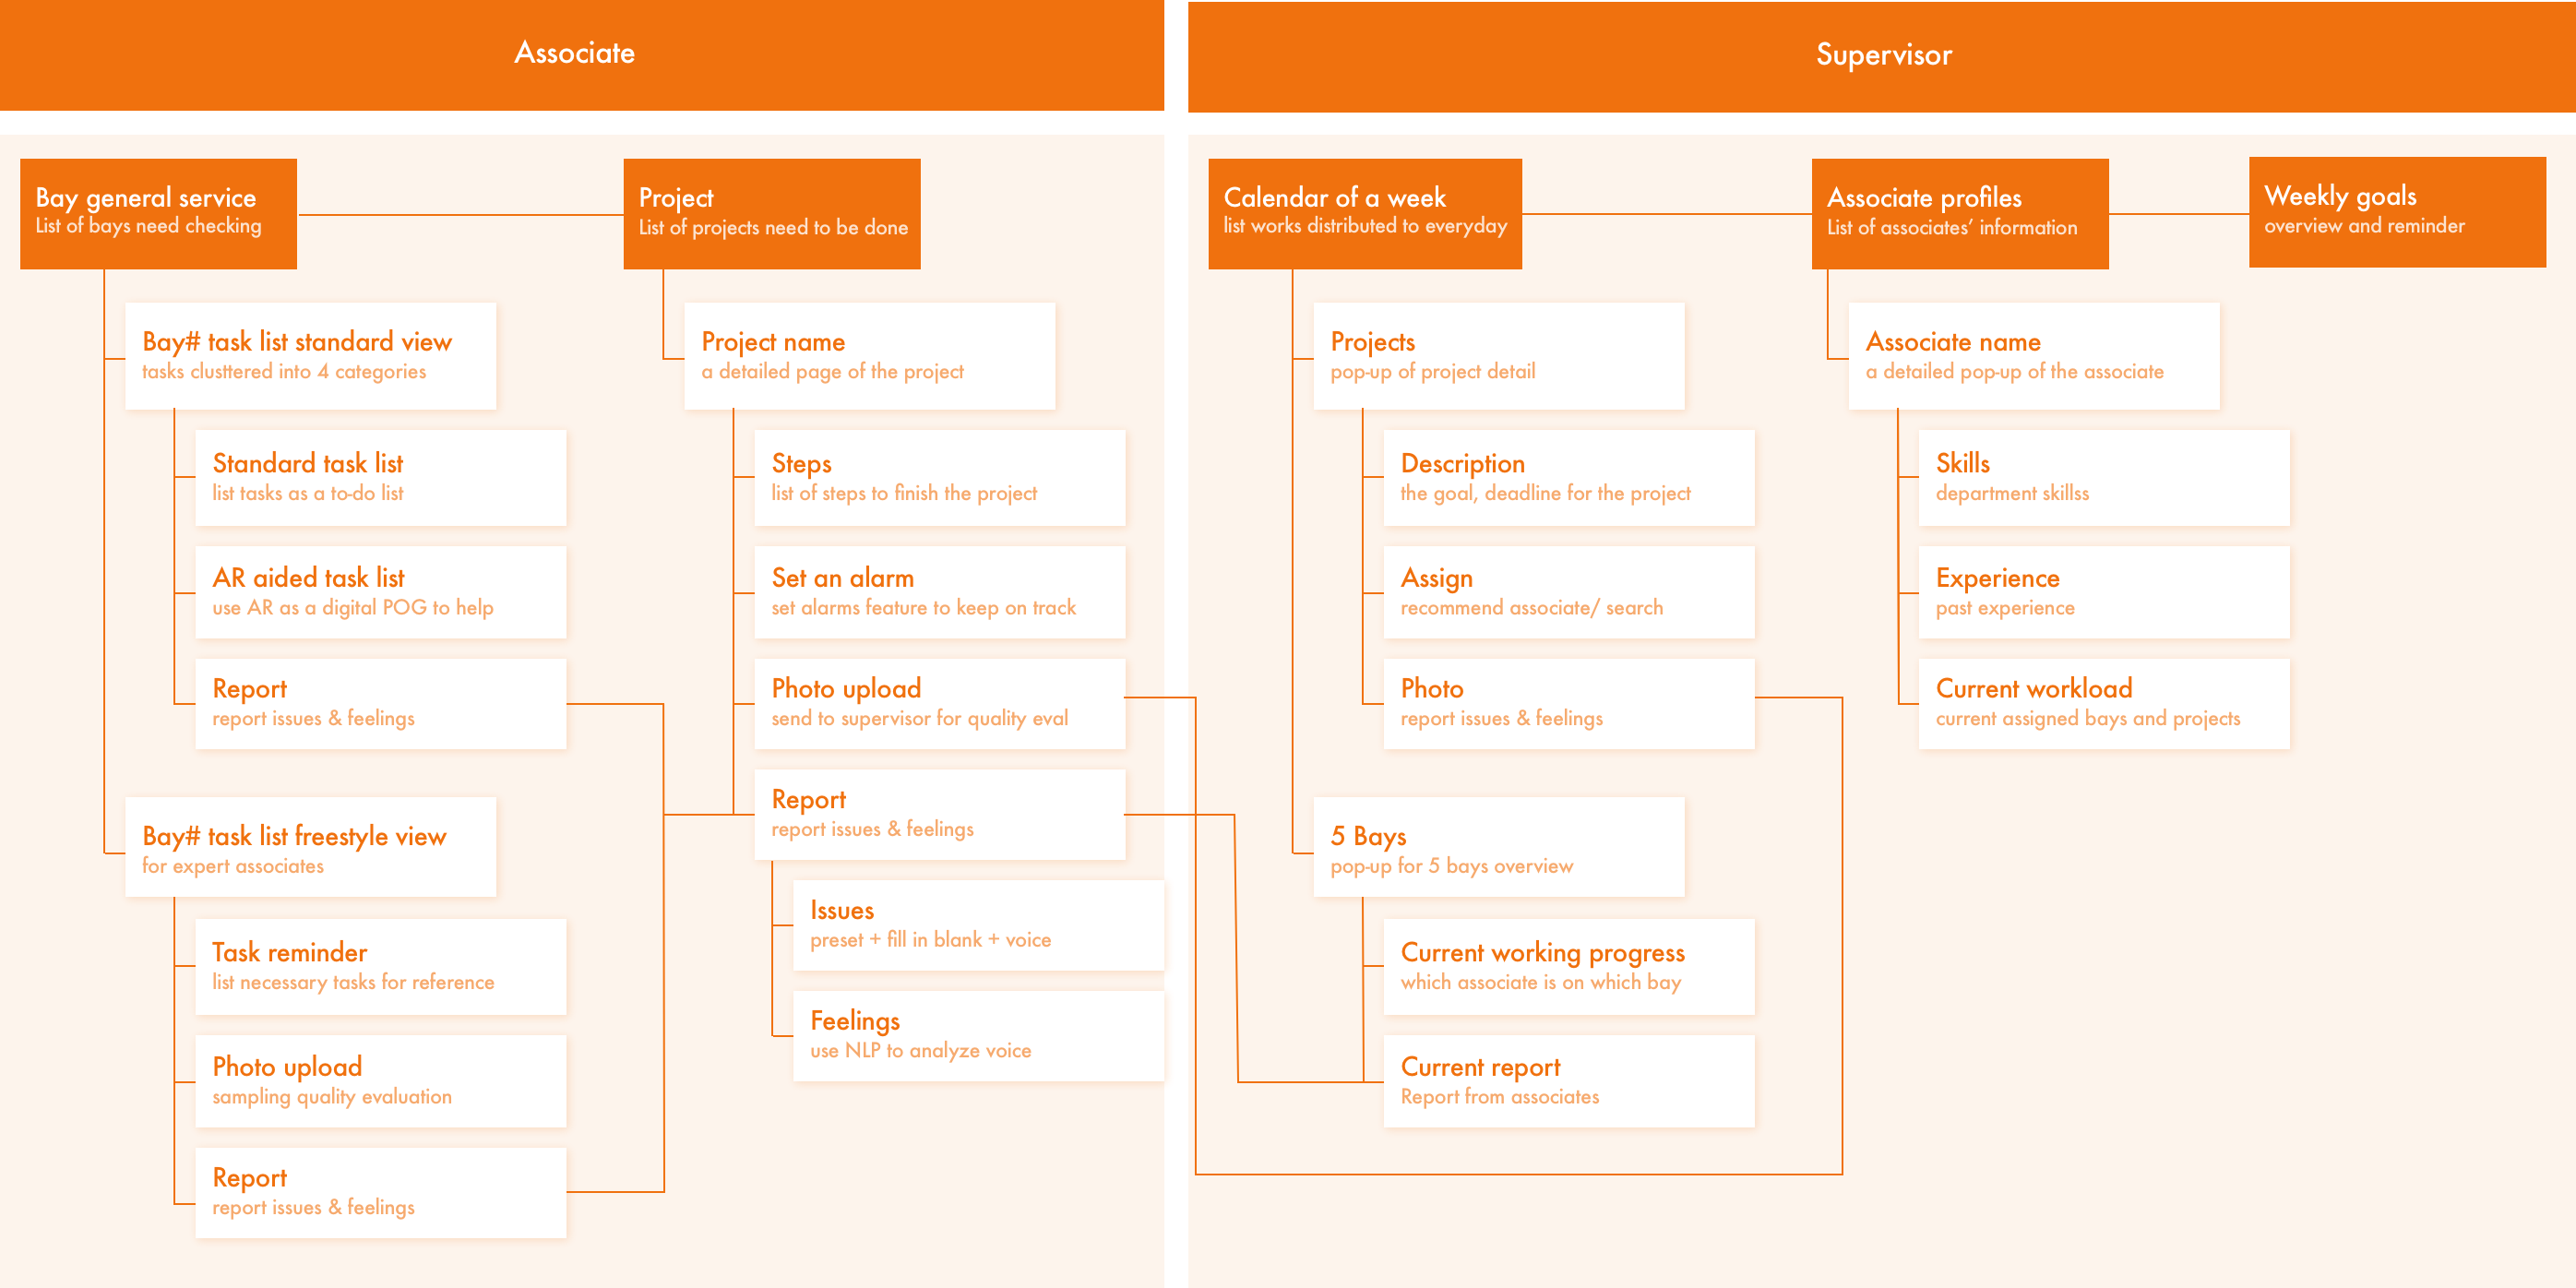 Associate
Bay general service
List of bays need checking
Project
List of projects need to be done
Bay# task list standard view
tasks clusttered into 4 categories
Standard task list
list tasks as a to-do list
AR aided task list
use AR as a digital POG to help
Report
report issues & feelings
Bay# task list freestyle view
for expert associates
Task reminder
list necessary tasks for reference
Photo upload
sampling quality evaluation
Report
report issues & feelings
Project name
a detailed page of the project
Steps
list of steps to finish the project
Set an alarm
set alarms feature to keep on track
Photo upload
send to supervisor for quality eval
Report
report issues & feelings
Issues
preset + fill in blank + voice
Feelings
use NLP to analyze voice
Supervisor
Calendar of a week
list works distributed to everyday
Associate profiles
List of associates’ information
Weekly goals
overview and reminder
Projects
pop-up of project detail
Description
the goal, deadline for the project
Assign
recommend associate/ search
Photo
report issues & feelings
5 Bays
pop-up for 5 bays overview
Current working progress
which associate is on which bay
Current report
Report from associates
Associate name
a detailed pop-up of the associate
Skills
department skillss
Experience
past experience
Current workload
current assigned bays and projects